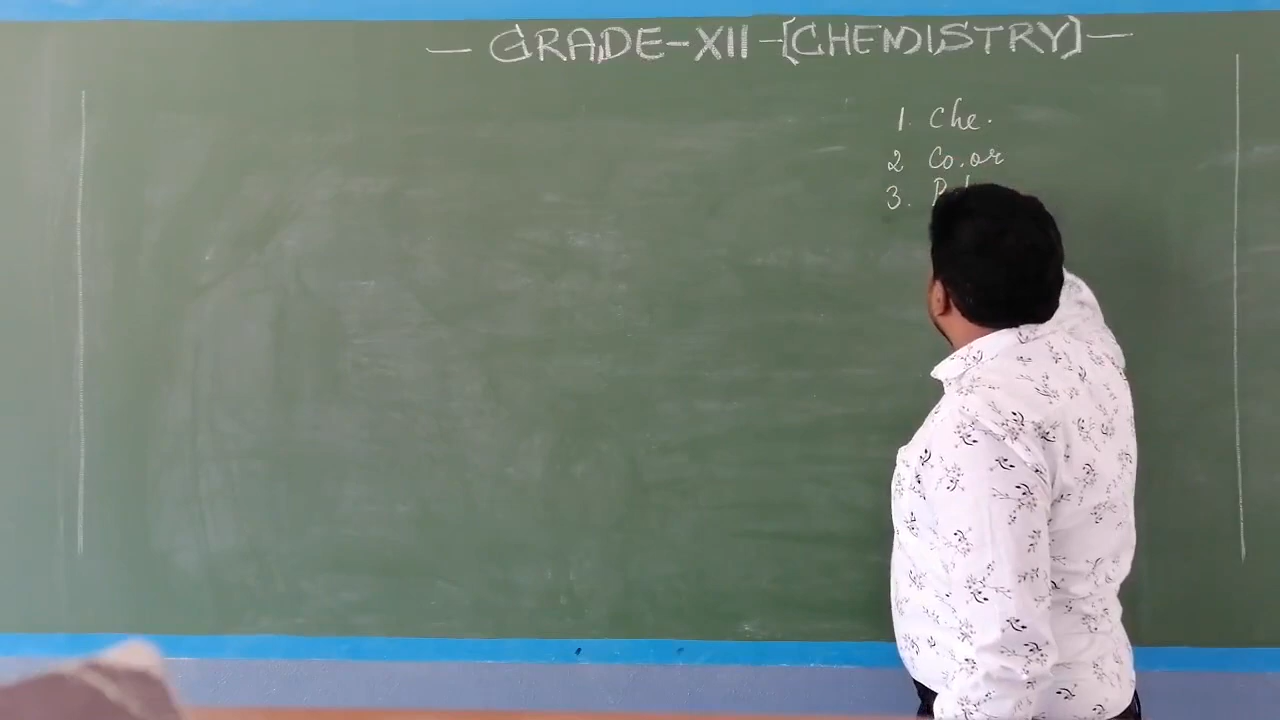 — GRADE-XII -[CHEMISTRY] —
1. Che.
2 Co.or
3.